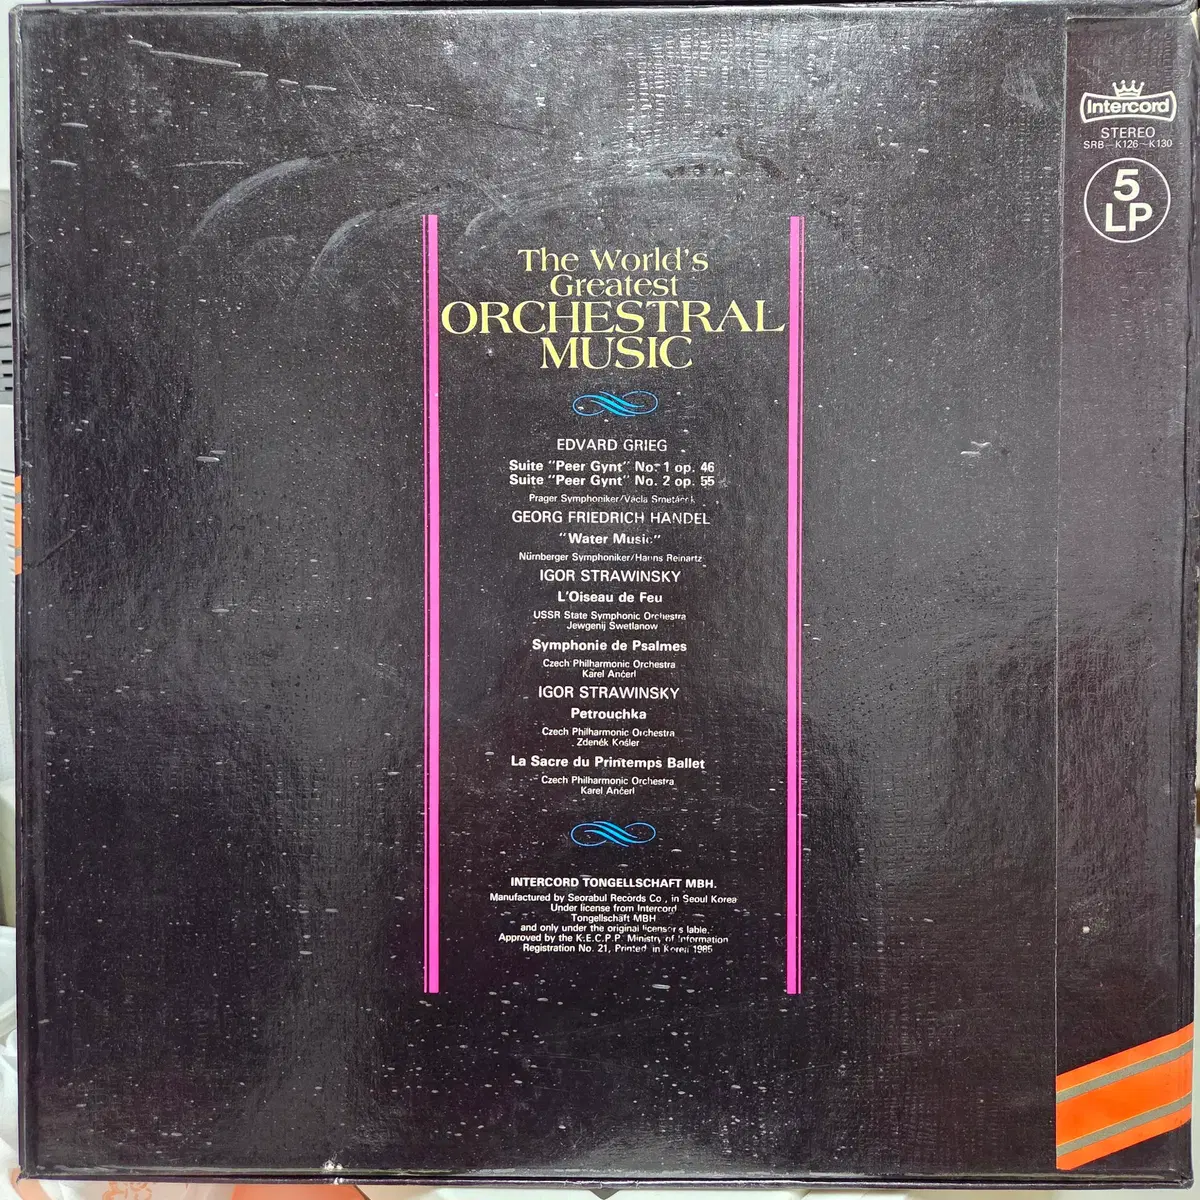 Intercord
STEREO
SRB-K126~K130
5
LP
The World's
Greatest
ORCHESTRAL
MUSIC
EDVARD GRIEG
Suite "Peer Gynt" No. 1 op. 46
Suite "Peer Gynt" No. 2 op. 55
Prager Symphoniker/Václa Smetáček
GEORG FRIEDRICH HANDEL
"Water Music"
Nürnberger Symphoniker/Hanns Reinartz
IGOR STRAWINSKY
L'Oiseau de Feu
USSR State Symphonic Orchestra
Jewgenij Swetlanow
Symphonie de Psalmes
Czech Philharmonic Orchestra
Karel Ančerl
IGOR STRAWINSKY
Petrouchka
Czech Philharmonic Orchestra
Zdeněk Košler
La Sacre du Printemps Ballet
Czech Philharmonic Orchestra
Karel Ančerl
INTERCORD TONGELLSCHAFT MBH.
Manufactured by Seorabul Records Co., in Seoul Korea
Under license from Intercord
Tongellschaft MBH
and only under the original licensor s lable.
Approved by the K.E.C.P.P. Ministry of Information
Registration No. 21, Printed in Korea 1985